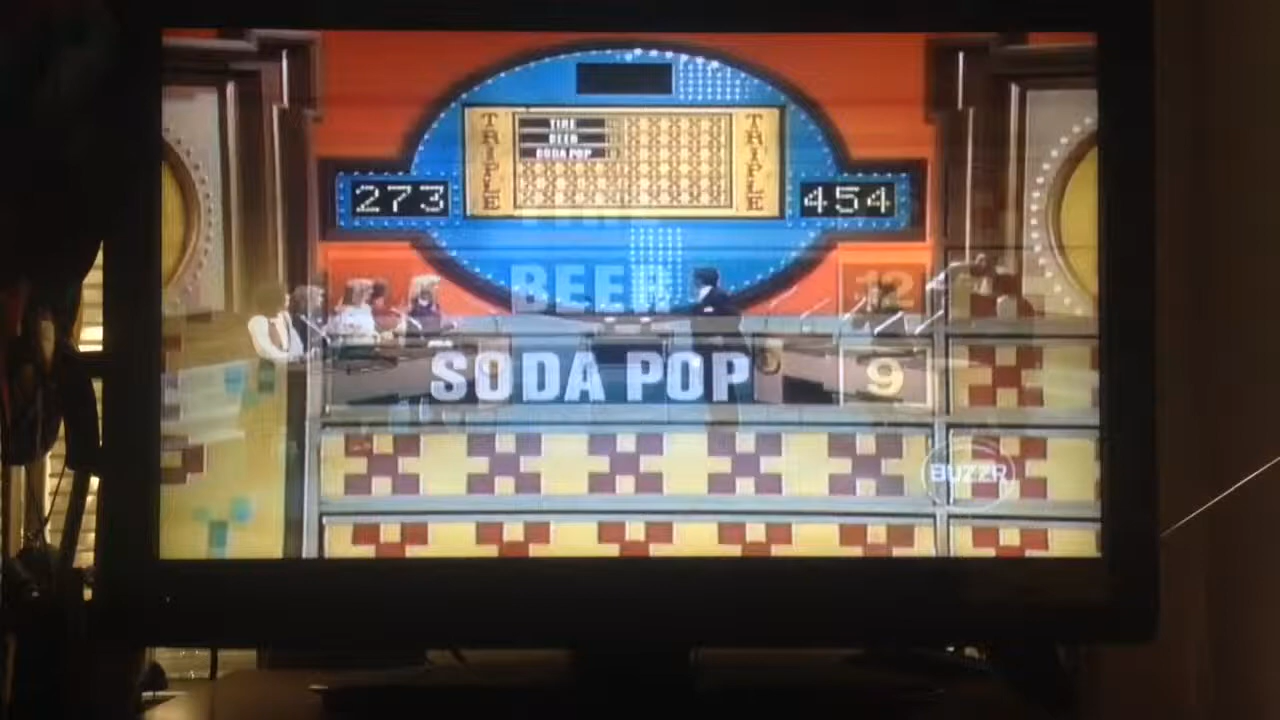 TRIPLE
TRIPLE
TIRE
BEER
SODA POP
273
454
BEER
12
SODA POP
9
BUZZR